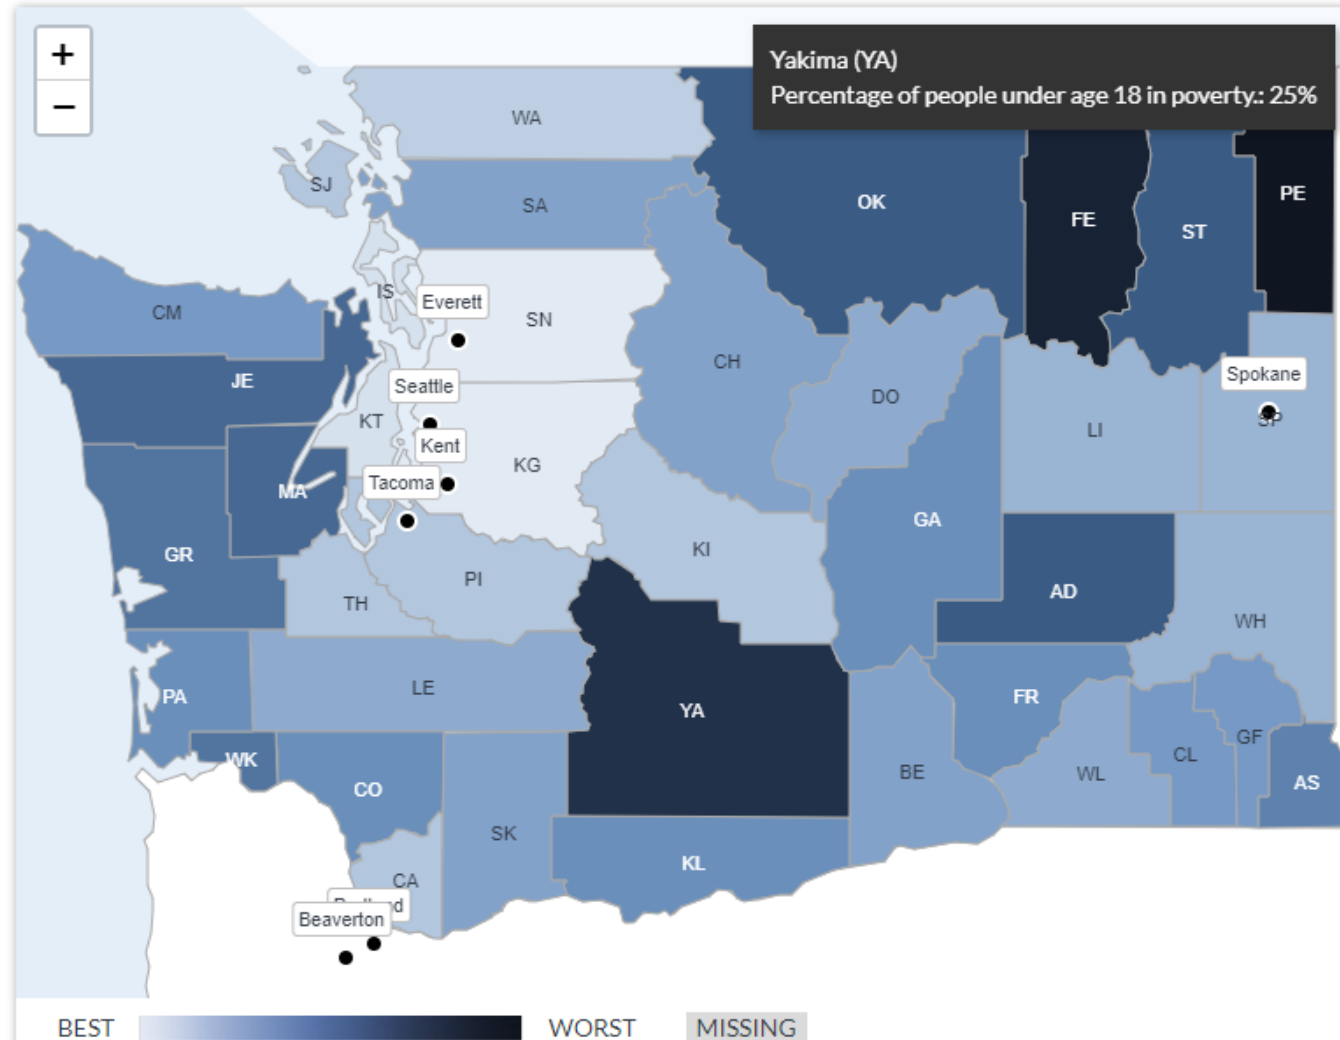 +
−
Yakima (YA)
Percentage of people under age 18 in poverty.: 25%
WA
SJ
SA
OK
FE
ST
PE
CM
IS
Everett
SN
CH
JE
Seattle
KT
Kent
KG
DO
LI
Spokane
SP
MA
Tacoma
GR
PI
TH
KI
GA
AD
WH
PA
LE
YA
FR
WK
CO
SK
KL
BE
WL
CL
GF
AS
CA
Beaverton
BEST
WORST
MISSING